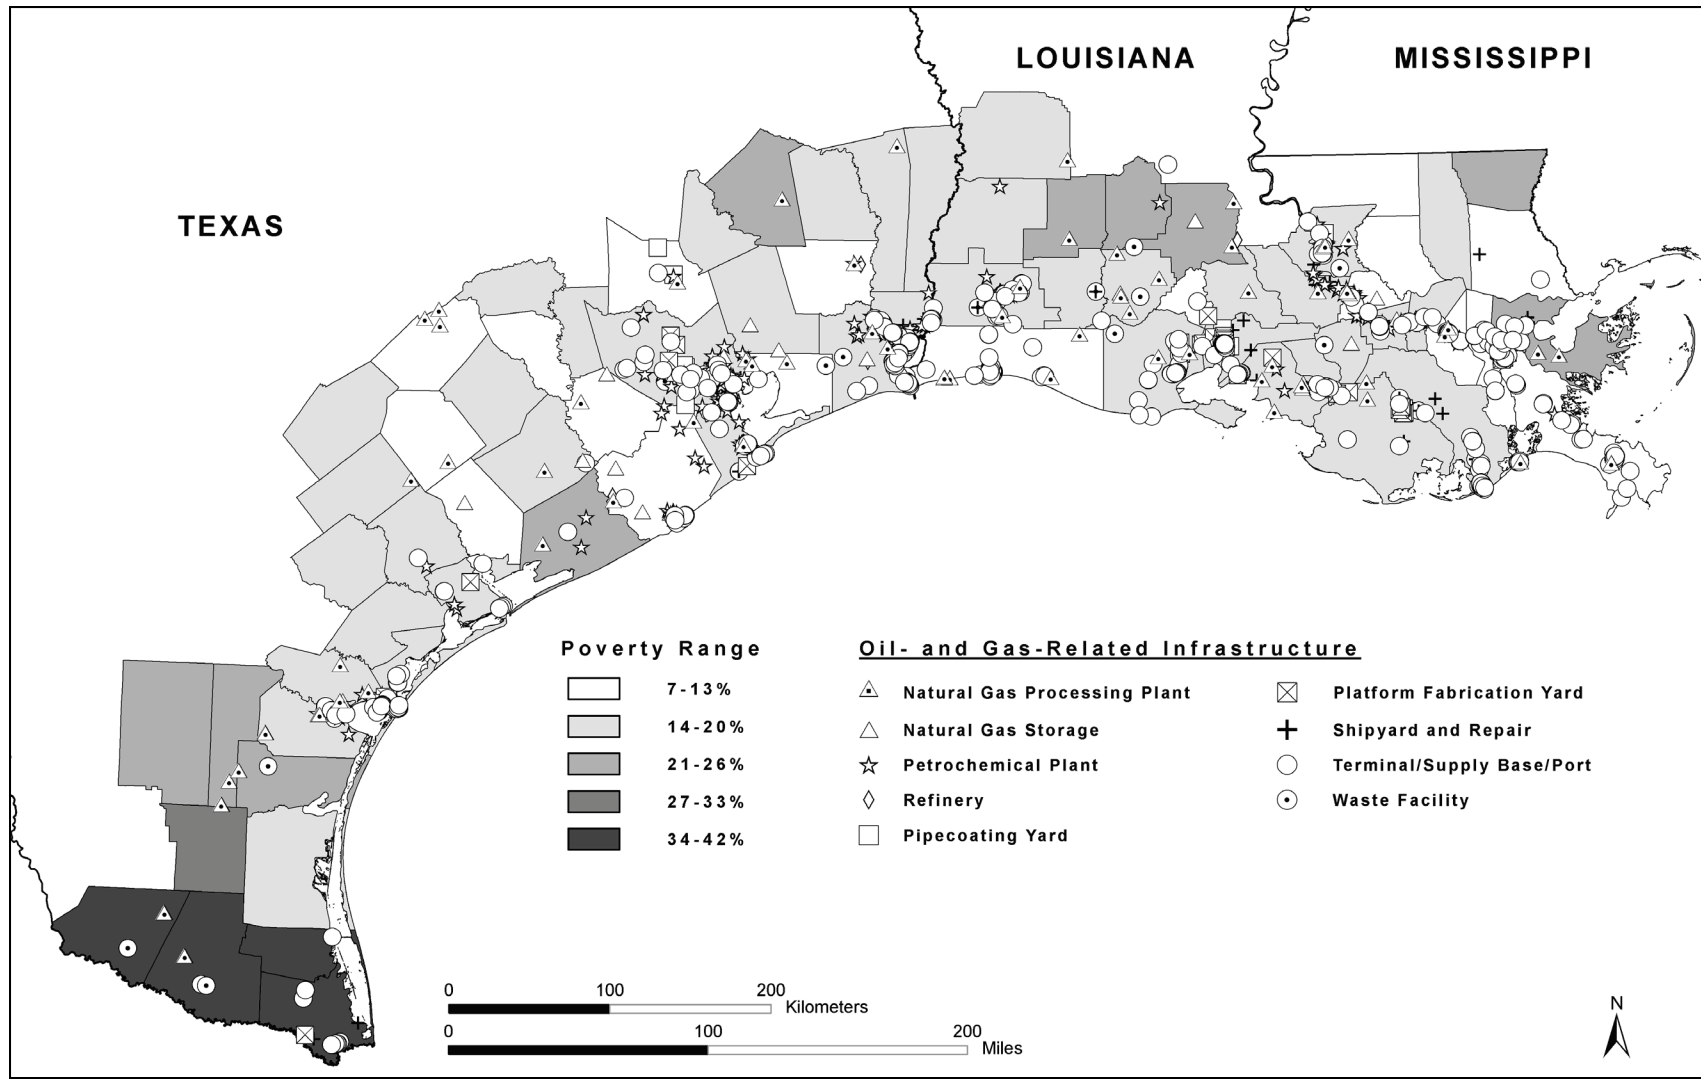 LOUISIANA
MISSISSIPPI
TEXAS
Poverty Range
7-13%
14-20%
21-26%
27-33%
34-42%
Oil- and Gas-Related Infrastructure
Natural Gas Processing Plant
Natural Gas Storage
Petrochemical Plant
Refinery
Pipecoating Yard
Platform Fabrication Yard
Shipyard and Repair
Terminal/Supply Base/Port
Waste Facility
0 100 200
Kilometers
0 100 200
Miles
N